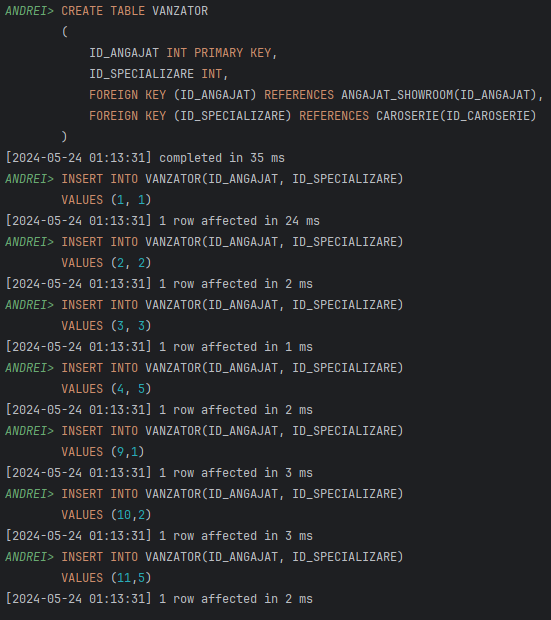 ANDREI> CREATE TABLE VANZATOR
(
ID_ANGAJAT INT PRIMARY KEY,
ID_SPECIALIZARE INT,
FOREIGN KEY (ID_ANGAJAT) REFERENCES ANGAJAT_SHOWROOM(ID_ANGAJAT),
FOREIGN KEY (ID_SPECIALIZARE) REFERENCES CAROSERIE(ID_CAROSERIE)
)
[2024-05-24 01:13:31] completed in 35 ms
ANDREI> INSERT INTO VANZATOR(ID_ANGAJAT, ID_SPECIALIZARE)
VALUES (1, 1)
[2024-05-24 01:13:31] 1 row affected in 24 ms
ANDREI> INSERT INTO VANZATOR(ID_ANGAJAT, ID_SPECIALIZARE)
VALUES (2, 2)
[2024-05-24 01:13:31] 1 row affected in 2 ms
ANDREI> INSERT INTO VANZATOR(ID_ANGAJAT, ID_SPECIALIZARE)
VALUES (3, 3)
[2024-05-24 01:13:31] 1 row affected in 1 ms
ANDREI> INSERT INTO VANZATOR(ID_ANGAJAT, ID_SPECIALIZARE)
VALUES (4, 5)
[2024-05-24 01:13:31] 1 row affected in 2 ms
ANDREI> INSERT INTO VANZATOR(ID_ANGAJAT, ID_SPECIALIZARE)
VALUES (9,1)
[2024-05-24 01:13:31] 1 row affected in 3 ms
ANDREI> INSERT INTO VANZATOR(ID_ANGAJAT, ID_SPECIALIZARE)
VALUES (10,2)
[2024-05-24 01:13:31] 1 row affected in 3 ms
ANDREI> INSERT INTO VANZATOR(ID_ANGAJAT, ID_SPECIALIZARE)
VALUES (11,5)
[2024-05-24 01:13:31] 1 row affected in 2 ms